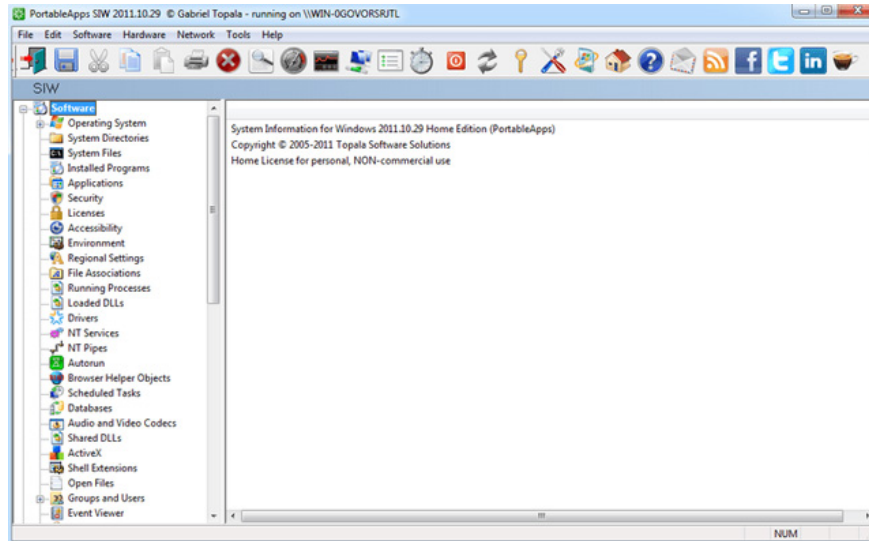 PortableApps SIW 2011.10.29 © Gabriel Topala - running on \\WIN-0GOVORSRJTL
File Edit Software Hardware Network Tools Help
SIW
Software
Operating System
System Directories
System Files
Installed Programs
Applications
Security
Licenses
Accessibility
Environment
Regional Settings
File Associations
Running Processes
Loaded DLLs
Drivers
NT Services
NT Pipes
Autorun
Browser Helper Objects
Scheduled Tasks
Databases
Audio and Video Codecs
Shared DLLs
ActiveX
Shell Extensions
Open Files
Groups and Users
Event Viewer
System Information for Windows 2011.10.29 Home Edition (PortableApps)
Copyright © 2005-2011 Topala Software Solutions
Home License for personal, NON-commercial use
NUM